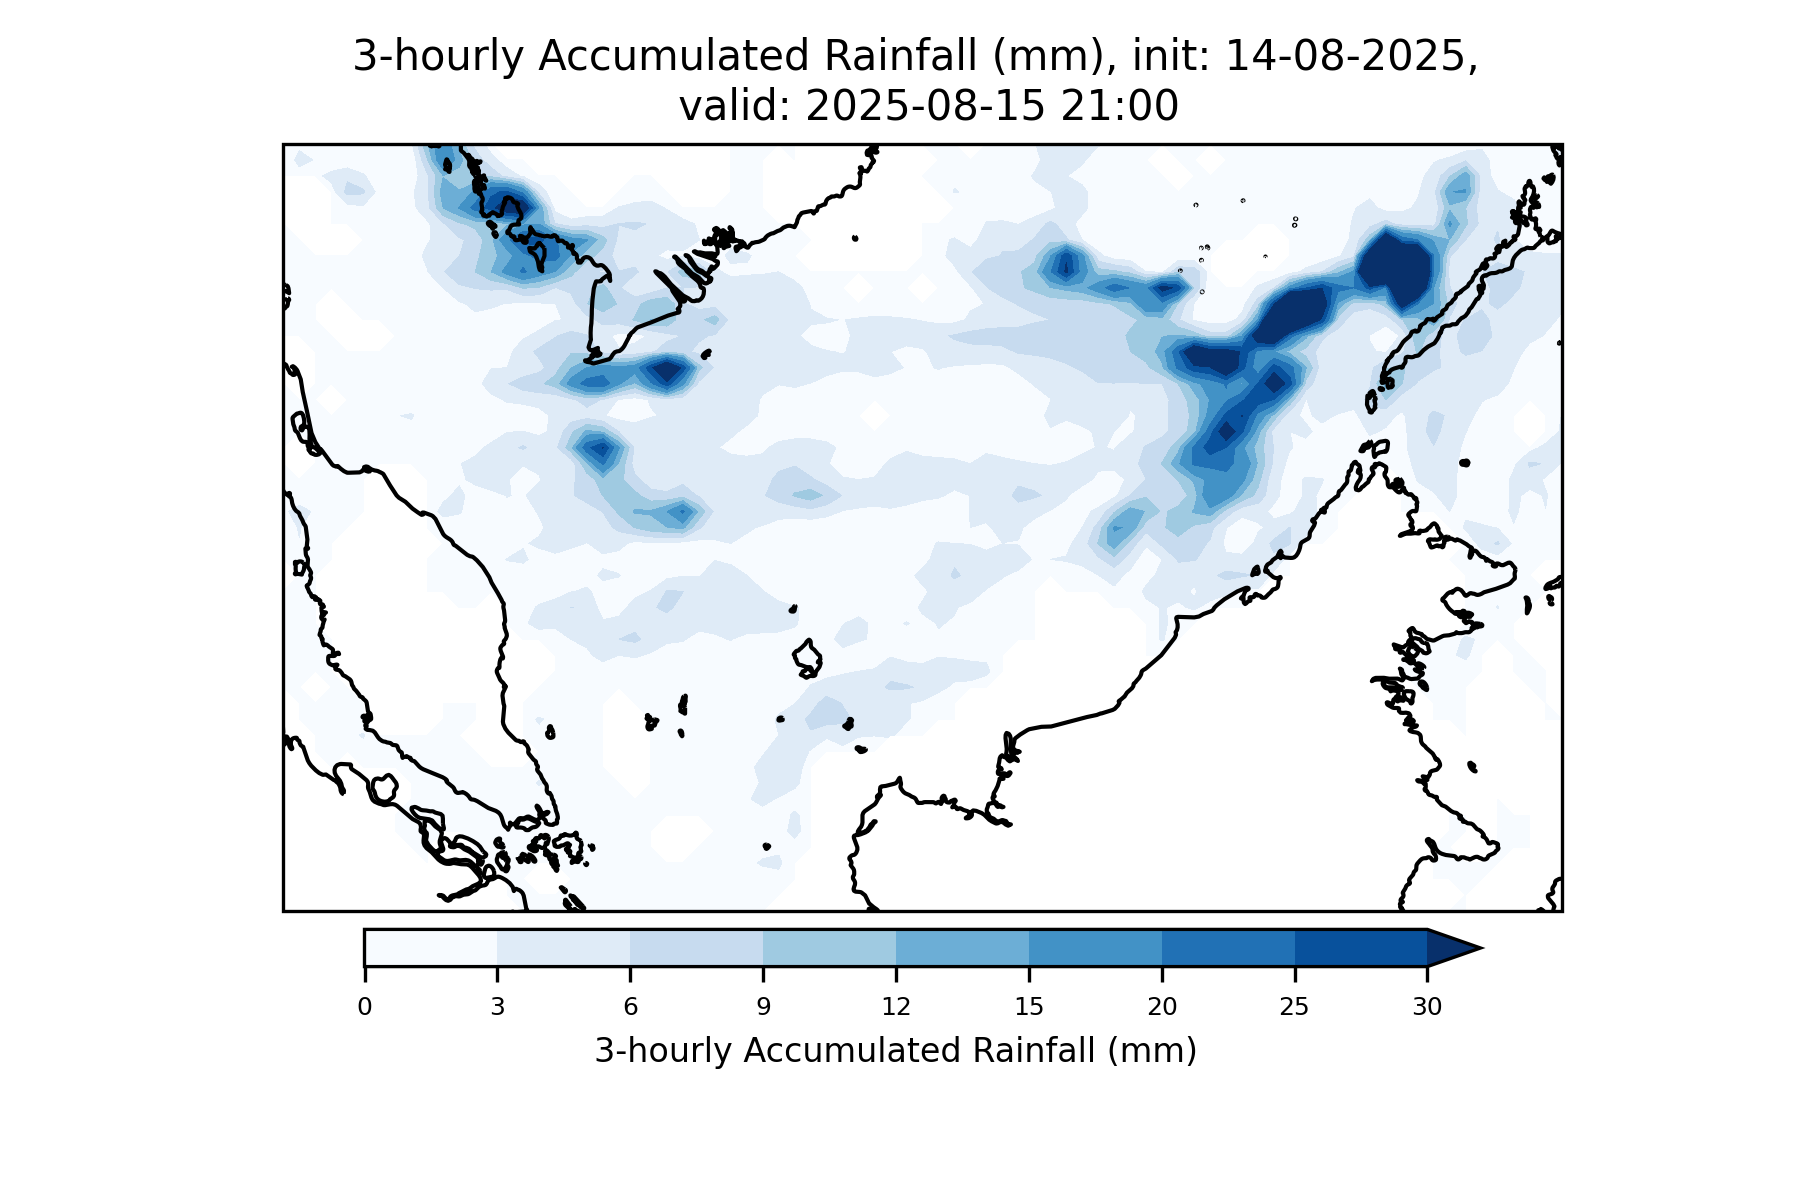 3-hourly Accumulated Rainfall (mm), init: 14-08-2025,
valid: 2025-08-15 21:00
0 3 6 9 12 15 20 25 30
3-hourly Accumulated Rainfall (mm)